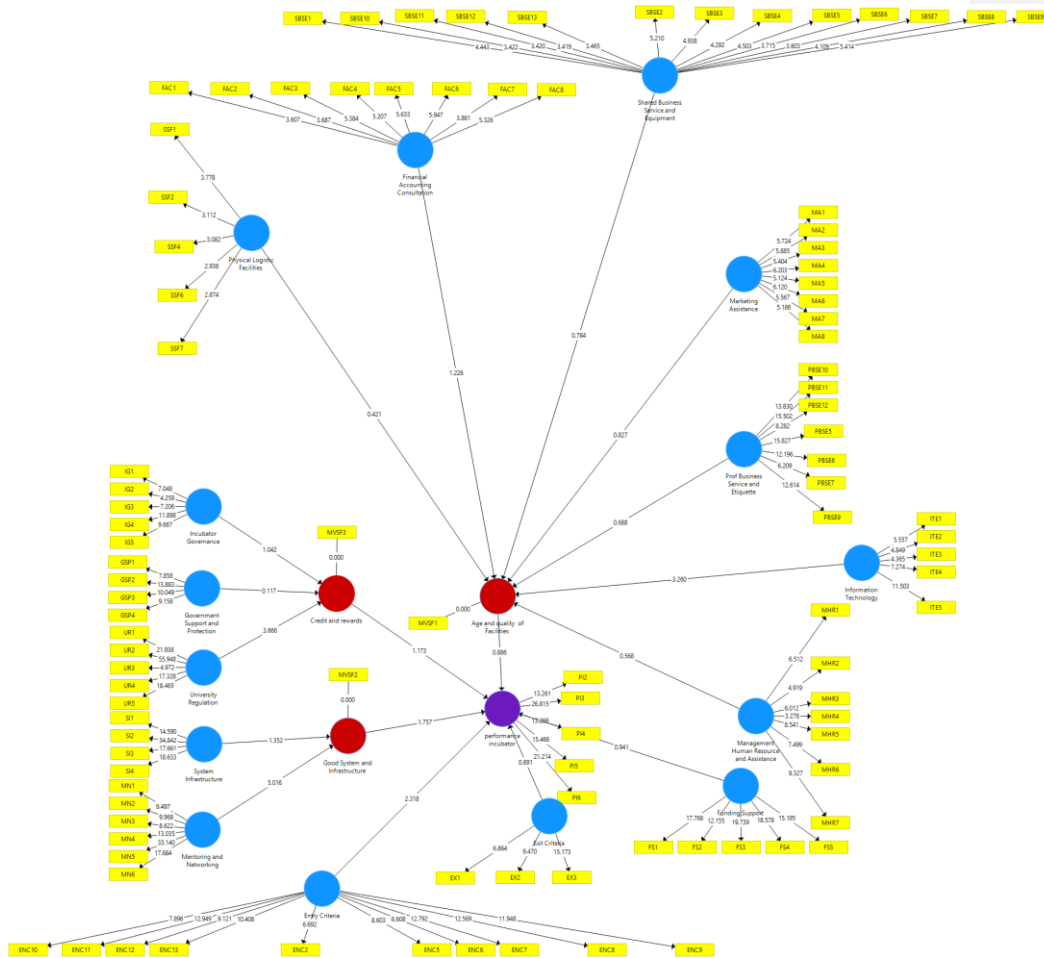 SBSE1
SBSE10
SBSE11
SBSE12
SBSE13
SBSE2
SBSE3
SBSE4
SBSE5
SBSE6
SBSE7
SBSE8
SBSE9
4.443
3.422
3.420
3.419
3.465
5.210
4.938
4.292
4.503
3.715
3.603
4.109
5.414
Shared Business
Service and
Equipment
FAC1
FAC2
FAC3
FAC4
FAC5
FAC6
FAC7
FAC8
3.607
3.687
5.384
5.207
5.633
5.947
3.881
5.326
Financial
Accounting
Consultation
SSF1
SSF2
SSF4
SSF6
SSF7
3.778
3.112
3.082
2.938
2.874
Physical Logistic
Facilities
MA1
MA2
MA3
MA4
MA5
MA6
MA7
MA8
5.724
5.885
5.404
6.203
5.124
6.120
5.567
5.186
Marketing
Assistance
0.784
1.226
0.421
0.827
PBSE10
PBSE11
PBSE12
PBSE5
PBSE6
PBSE7
PBSE9
13.830
15.502
8.282
15.827
12.196
6.209
12.614
Prof Business
Service and
Etiquette
0.688
IG1
IG2
IG3
IG4
IG5
7.046
4.259
7.206
11.898
9.667
Incubator
Governance
1.042
MVSF3
0.000
Credit and rewards
GSP1
GSP2
GSP3
GSP4
7.858
13.883
10.049
9.158
Government
Support and
Protection
0.117
UR1
UR2
UR3
UR4
UR5
21.938
55.948
4.972
17.328
18.465
University
Regulation
3.666
1.173
MVSF1
0.000
Age and quality of
Facilities
0.886
ITE1
ITE2
ITE3
ITE4
ITE5
5.557
4.849
4.365
7.274
11.503
Information
Technology
3.260
MHR1
MHR2
MHR3
MHR4
MHR5
MHR6
MHR7
6.512
4.919
6.012
3.278
8.541
7.499
9.327
Management
Human Resource
and Assistance
0.566
SI1
SI2
SI3
SI4
14.590
34.842
17.661
18.633
System
Infrastructure
1.352
MVSF2
0.000
Good System and
Infrastructure
1.757
MN1
MN2
MN3
MN4
MN5
MN6
9.497
9.968
8.622
13.035
33.140
17.684
Mentoring and
Networking
5.016
PI2
PI3
PI4
PI5
PI6
13.261
26.815
15.466
21.214
performance
incubator
0.941
Funding Support
17.768
12.155
19.739
18.578
15.195
FS1
FS2
FS3
FS4
FS5
0.691
Exit Criteria
6.864
9.470
15.173
EX1
EX2
EX3
2.318
Entry Criteria
7.896
12.949
9.121
10.408
6.692
8.603
6.608
12.792
12.569
11.948
ENC10
ENC11
ENC12
ENC13
ENC2
ENC5
ENC6
ENC7
ENC8
ENC9